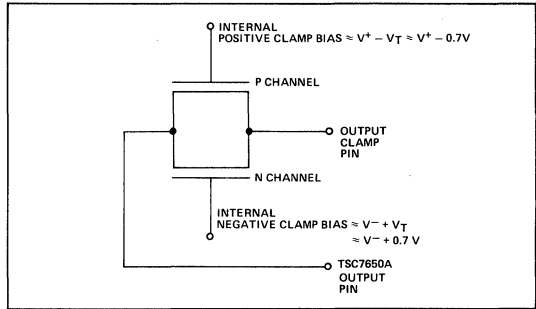 INTERNAL
POSITIVE CLAMP BIAS ≈ V⁺ − V_T ≈ V⁺ − 0.7V
P CHANNEL
OUTPUT
CLAMP
PIN
N CHANNEL
INTERNAL
NEGATIVE CLAMP BIAS ≈ V⁻ + V_T
≈ V⁻ + 0.7 V
TSC7650A
OUTPUT
PIN